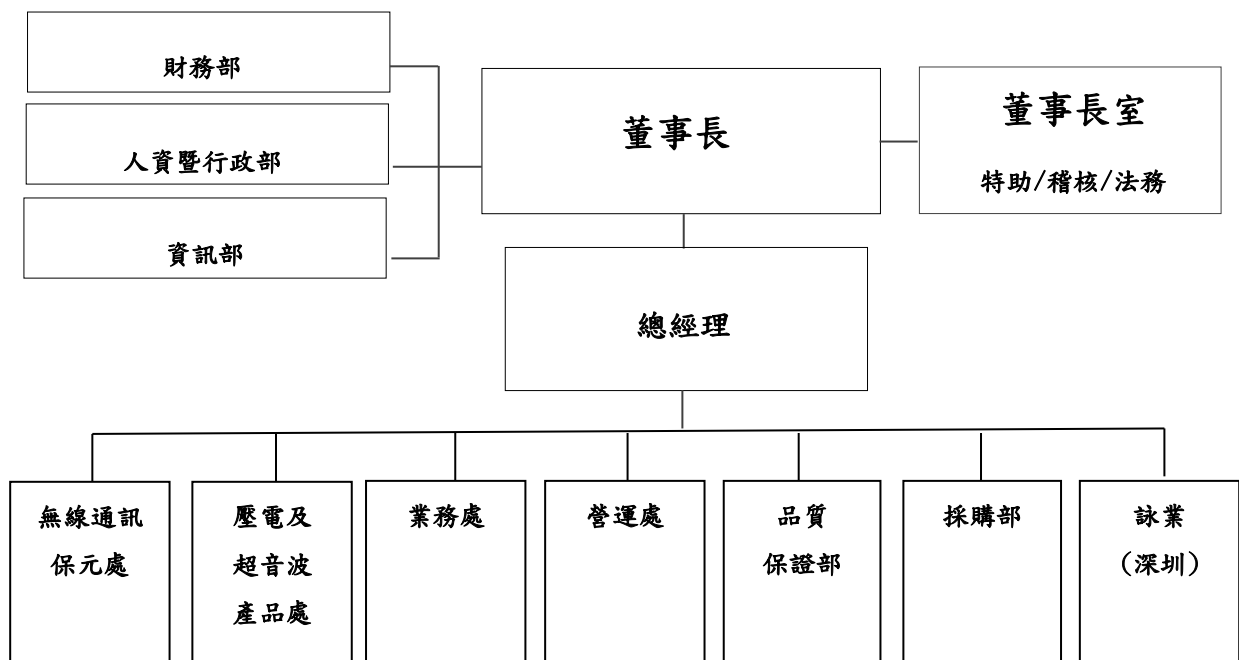 財務部
人資暨行政部
資訊部
董事長
董事長室
特助/稽核/法務
總經理
無線通訊
保元處
壓電及
超音波
產品處
業務處
營運處
品質
保證部
採購部
詠業
(深圳)